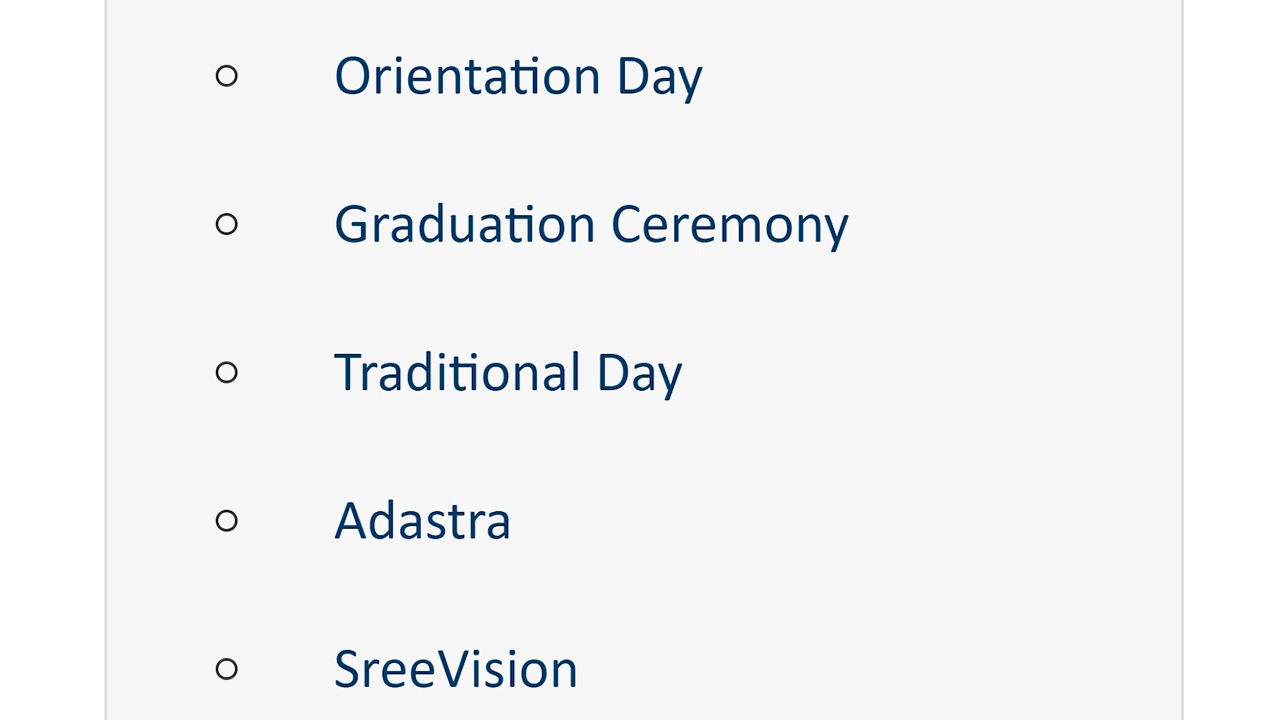 Orientation Day
Graduation Ceremony
Traditional Day
Adastra
SreeVision